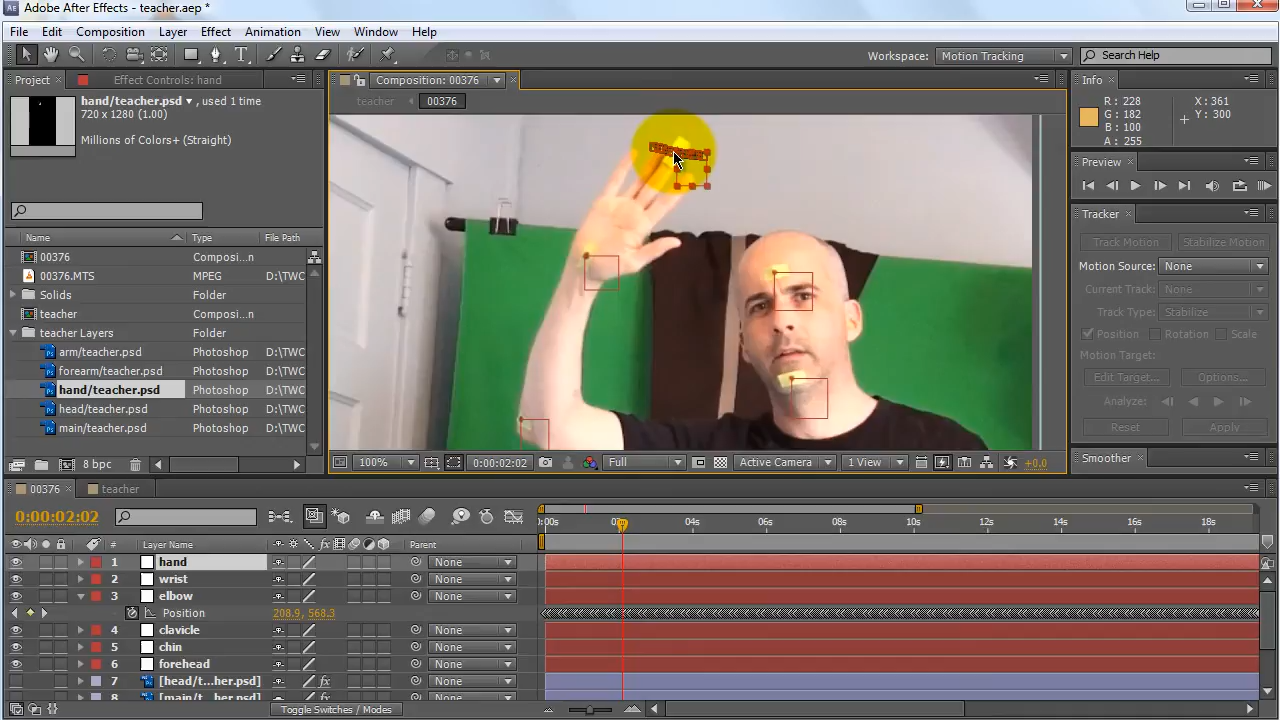 Adobe After Effects - teacher.aep *
File Edit Composition Layer Effect Animation View Window Help
Workspace: Motion Tracking Search Help
Project Effect Controls: hand
hand/teacher.psd , used 1 time
720 x 1280 (1.00)
Millions of Colors+ (Straight)
Name Type File Path
00376 Composi...n
00376.MTS MPEG D:\TWC
Solids Folder
teacher Composi...n
teacher Layers Folder
arm/teacher.psd Photoshop D:\TWC
forearm/teacher.psd Photoshop D:\TWC
hand/teacher.psd Photoshop D:\TWC
head/teacher.psd Photoshop D:\TWC
main/teacher.psd Photoshop D:\TWC
8 bpc
Composition: 00376
teacher 00376
100% 0:00:02:02 Full Active Camera 1 View +0.0
Info
R: 228 X: 361
G: 182 Y: 300
B: 100
A: 255
Preview
Tracker
Track Motion Stabilize Motion
Motion Source: None
Current Track: None
Track Type: Stabilize
Position Rotation Scale
Motion Target:
Edit Target... Options...
Analyze:
Reset Apply
Smoother
00376 teacher
0:00:02:02
:00s 04s 06s 08s 10s 12s 14s 16s 18s
# Layer Name Parent
1 hand None
2 wrist None
3 elbow None
Position 208.9, 568.3
4 clavicle None
5 chin None
6 forehead None
7 [head/t...her.psd] fx None
8 [main/t...her.psd] fx None
Toggle Switches / Modes